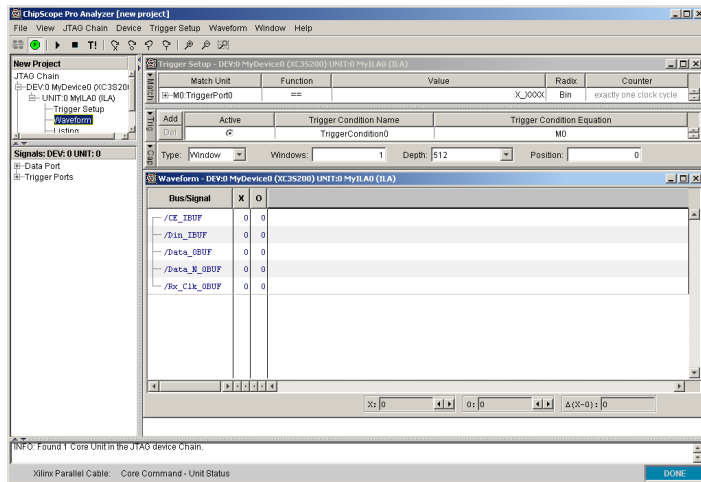 ChipScope Pro Analyzer [new project]
File View JTAG Chain Device Trigger Setup Waveform Window Help
T!
New Project
JTAG Chain
DEV:0 MyDevice0 (XC3S200
UNIT:0 MyILA0 (ILA)
Trigger Setup
Waveform
Listing
Signals: DEV: 0 UNIT: 0
Data Port
Trigger Ports
Trigger Setup - DEV:0 MyDevice0 (XC3S200) UNIT:0 MyILA0 (ILA)
Match
Match Unit Function Value Radix Counter
M0:TriggerPort0 == X_XXXX Bin exactly one clock cycle
Trig
Add Active Trigger Condition Name Trigger Condition Equation
Del TriggerCondition0 M0
Cap
Type: Window Windows: 1 Depth: 512 Position: 0
Waveform - DEV:0 MyDevice0 (XC3S200) UNIT:0 MyILA0 (ILA)
Bus/Signal X O
/CE_IBUF 0 0
/Din_IBUF 0 0
/Data_OBUF 0 0
/Data_N_OBUF 0 0
/Rx_Clk_OBUF 0 0
X: 0 O: 0 Δ(X-O): 0
INFO: Found 1 Core Unit in the JTAG device Chain.
Xilinx Parallel Cable: Core Command - Unit Status DONE